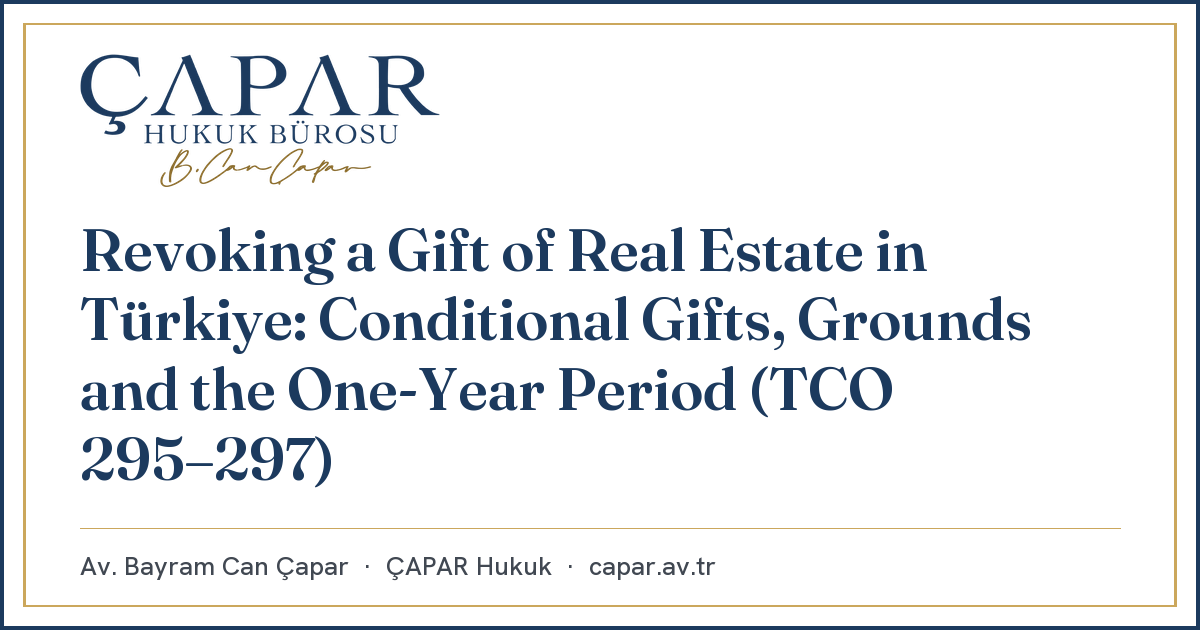 ÇAPAR
HUKUK BÜROSU
B.Can Çapar
Revoking a Gift of Real Estate in
Türkiye: Conditional Gifts, Grounds
and the One-Year Period (TCO
295–297)
Av. Bayram Can Çapar · ÇAPAR Hukuk · capar.av.tr